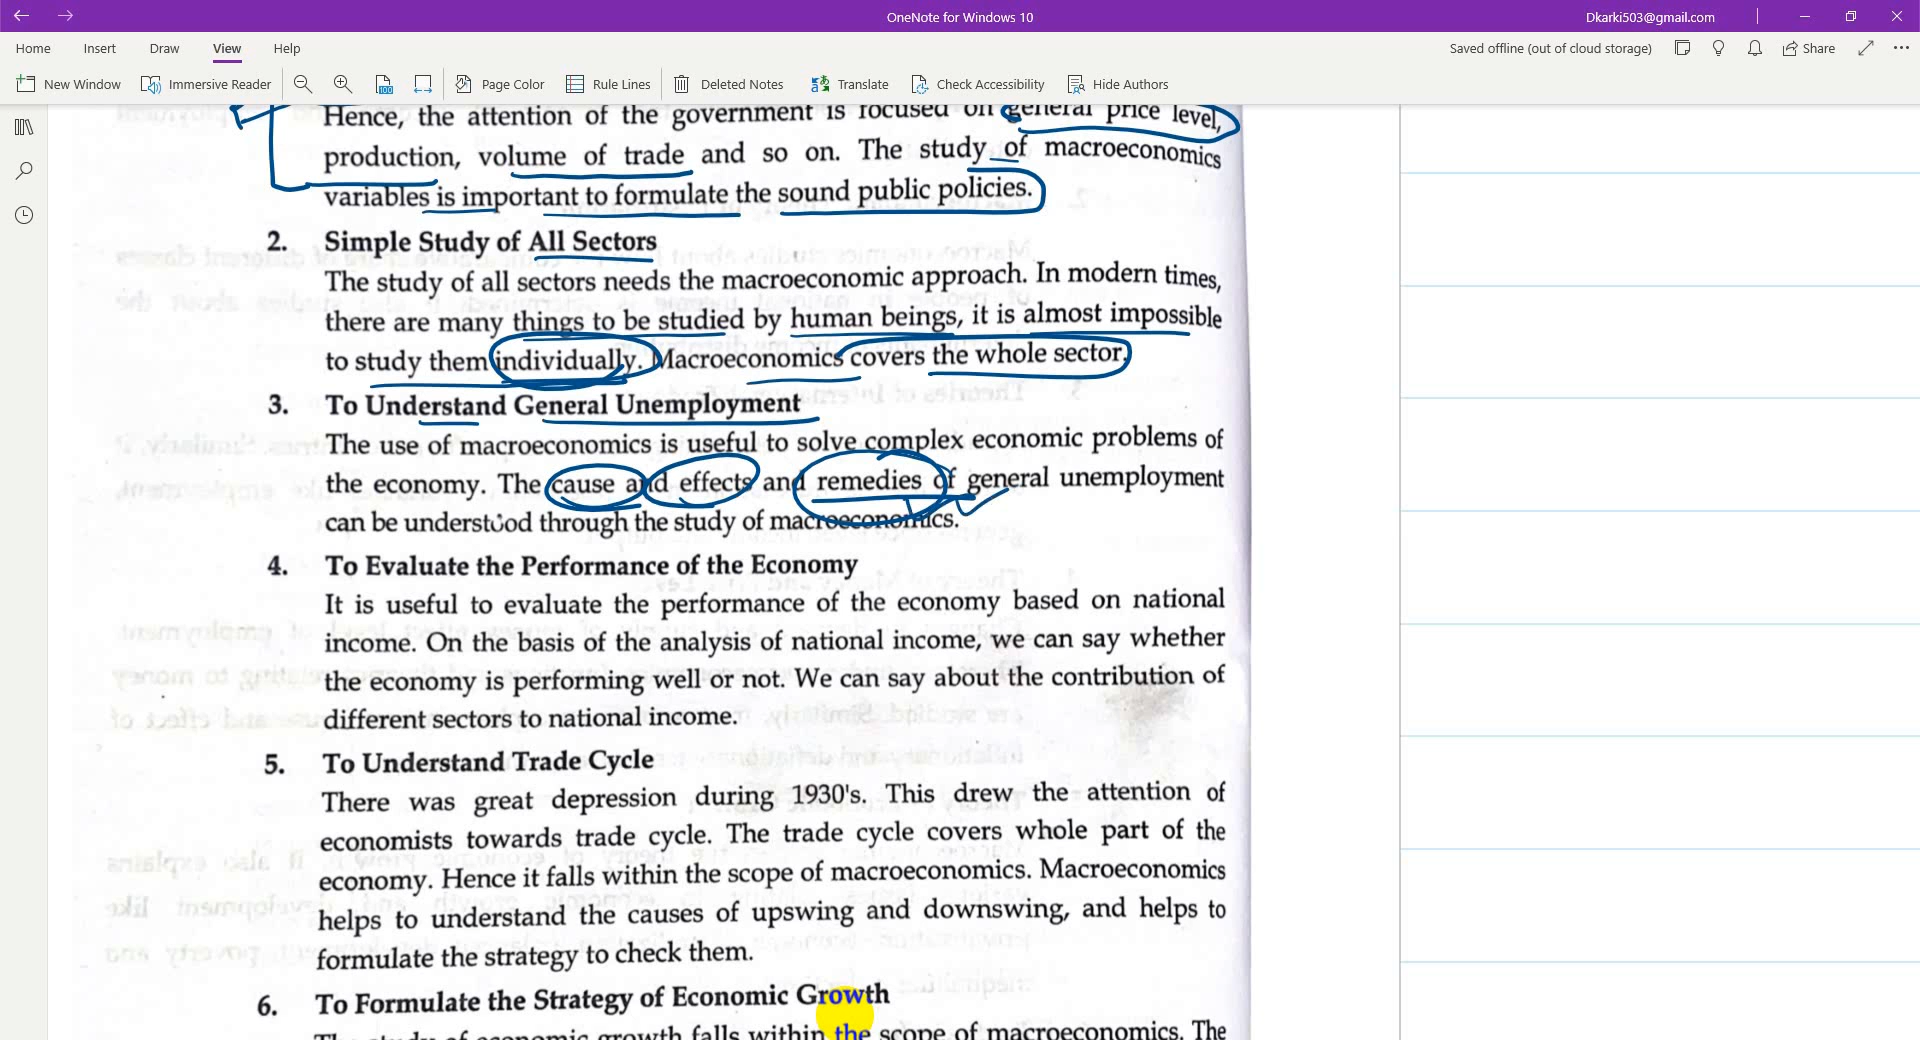 OneNote for Windows 10
Dkarki503@gmail.com
Home Insert Draw View Help
Saved offline (out of cloud storage)
Share
New Window Immersive Reader Page Color Rule Lines Deleted Notes Translate Check Accessibility Hide Authors
Hence, the attention of the government is focused on general price level,
production, volume of trade and so on. The study of macroeconomics
variables is important to formulate the sound public policies.
2. Simple Study of All Sectors
The study of all sectors needs the macroeconomic approach. In modern times,
there are many things to be studied by human beings, it is almost impossible
to study them individually. Macroeconomics covers the whole sector.
3. To Understand General Unemployment
The use of macroeconomics is useful to solve complex economic problems of
the economy. The cause and effects and remedies of general unemployment
can be understood through the study of macroeconomics.
4. To Evaluate the Performance of the Economy
It is useful to evaluate the performance of the economy based on national
income. On the basis of the analysis of national income, we can say whether
the economy is performing well or not. We can say about the contribution of
different sectors to national income.
5. To Understand Trade Cycle
There was great depression during 1930's. This drew the attention of
economists towards trade cycle. The trade cycle covers whole part of the
economy. Hence it falls within the scope of macroeconomics. Macroeconomics
helps to understand the causes of upswing and downswing, and helps to
formulate the strategy to check them.
6. To Formulate the Strategy of Economic Growth
The study of economic growth falls within the scope of macroeconomics. The